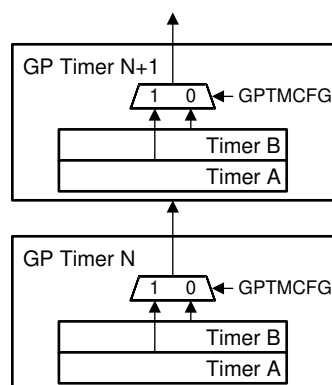 GP Timer N+1
1 0 GPTMCFG
Timer B
Timer A
GP Timer N
1 0 GPTMCFG
Timer B
Timer A